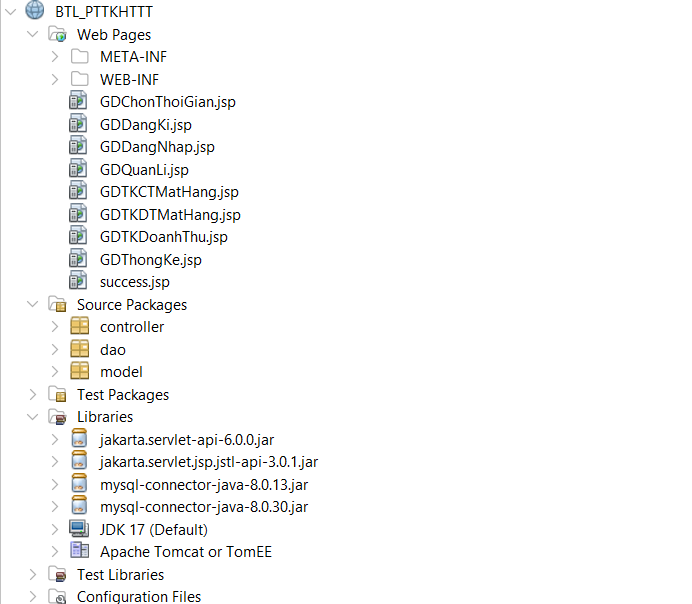 BTL_PTTKHTTT
Web Pages
META-INF
WEB-INF
GDChonThoiGian.jsp
GDDangKi.jsp
GDDangNhap.jsp
GDQuanLi.jsp
GDTKCTMatHang.jsp
GDTKDTMatHang.jsp
GDTKDoanhThu.jsp
GDThongKe.jsp
success.jsp
Source Packages
controller
dao
model
Test Packages
Libraries
jakarta.servlet-api-6.0.0.jar
jakarta.servlet.jsp.jstl-api-3.0.1.jar
mysql-connector-java-8.0.13.jar
mysql-connector-java-8.0.30.jar
JDK 17 (Default)
Apache Tomcat or TomEE
Test Libraries
Configuration Files